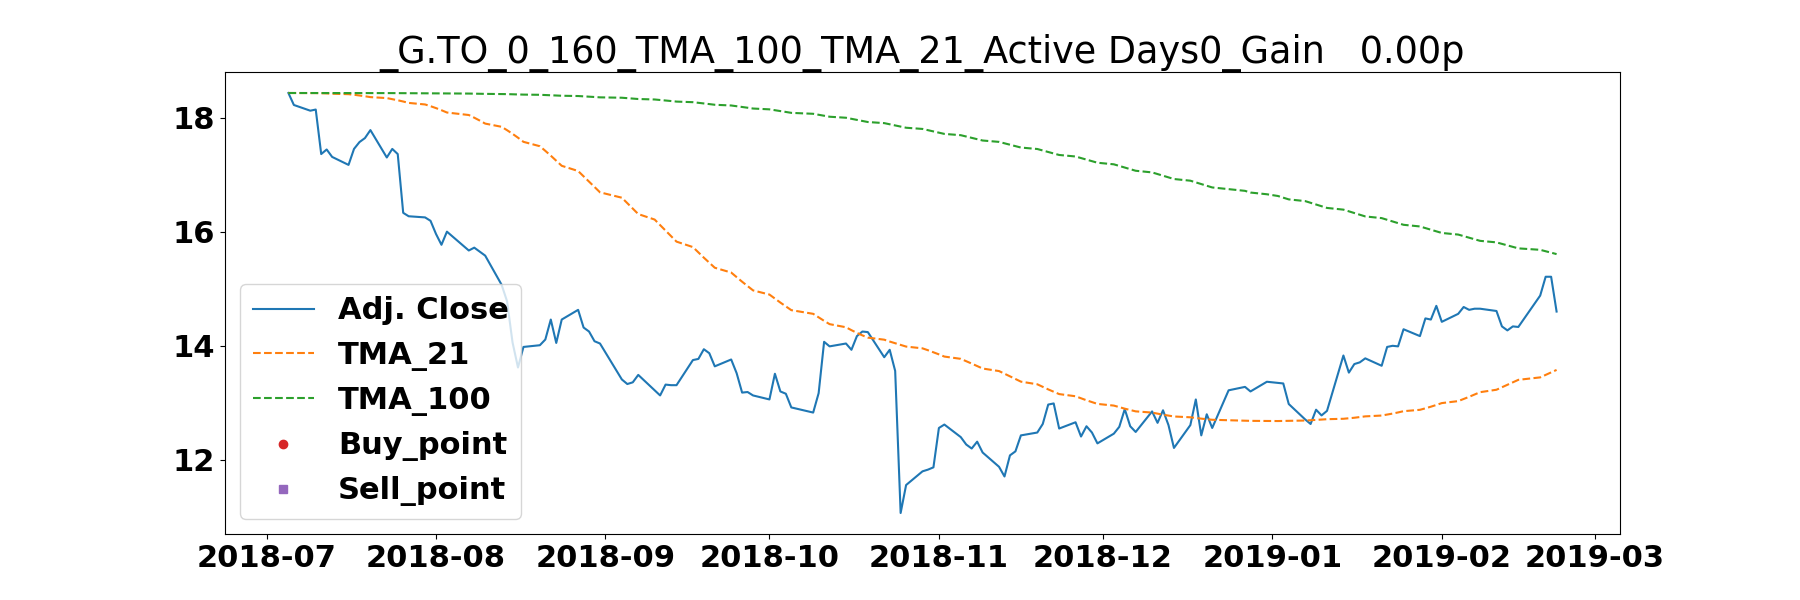 _G.TO_0_160_TMA_100_TMA_21_Active Days0_Gain   0.00p
18
16
14
12
Adj. Close
TMA_21
TMA_100
Buy_point
Sell_point
2018-07 2018-08 2018-09 2018-10 2018-11 2018-12 2019-01 2019-02 2019-03